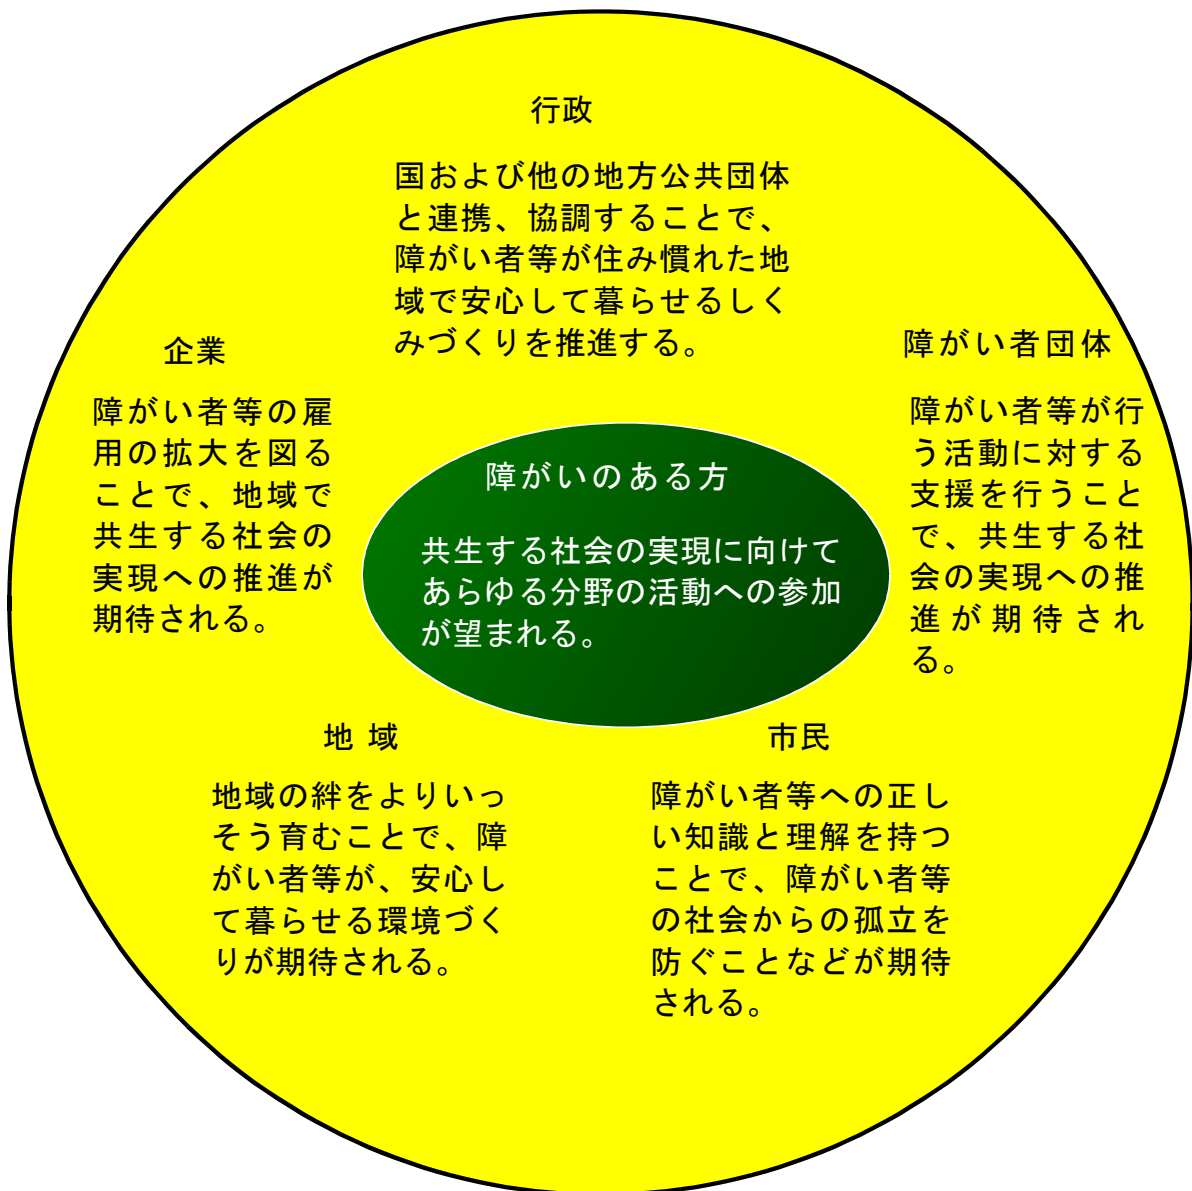 行政
国および他の地方公共団体
と連携、協調することで、
障がい者等が住み慣れた地
域で安心して暮らせるしく
みづくりを推進する。
企業
障がい者等の雇
用の拡大を図る
ことで、地域で
共生する社会の
実現への推進が
期待される。
障がい者団体
障がい者等が行
う活動に対する
支援を行うこと
で、共生する社
会の実現への推
進が期待され
る。
障がいのある方
共生する社会の実現に向けて
あらゆる分野の活動への参加
が望まれる。
地 域
地域の絆をよりいっ
そう育むことで、障
がい者等が、安心し
て暮らせる環境づく
りが期待される。
市民
障がい者等への正し
い知識と理解を持つ
ことで、障がい者等
の社会からの孤立を
防ぐことなどが期待
される。